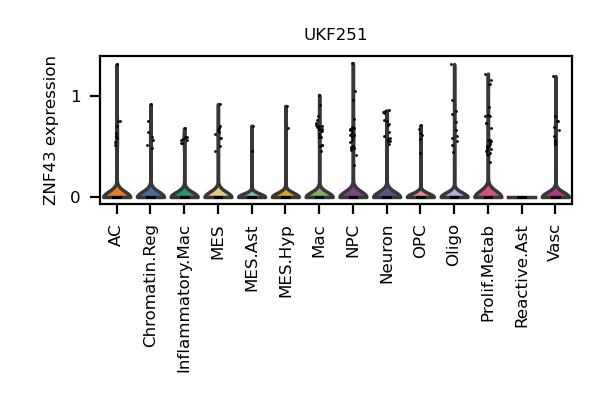 UKF251
ZNF43 expression
1
0
AC
Chromatin.Reg
Inflammatory.Mac
MES
MES.Ast
MES.Hyp
Mac
NPC
Neuron
OPC
Oligo
Prolif.Metab
Reactive.Ast
Vasc